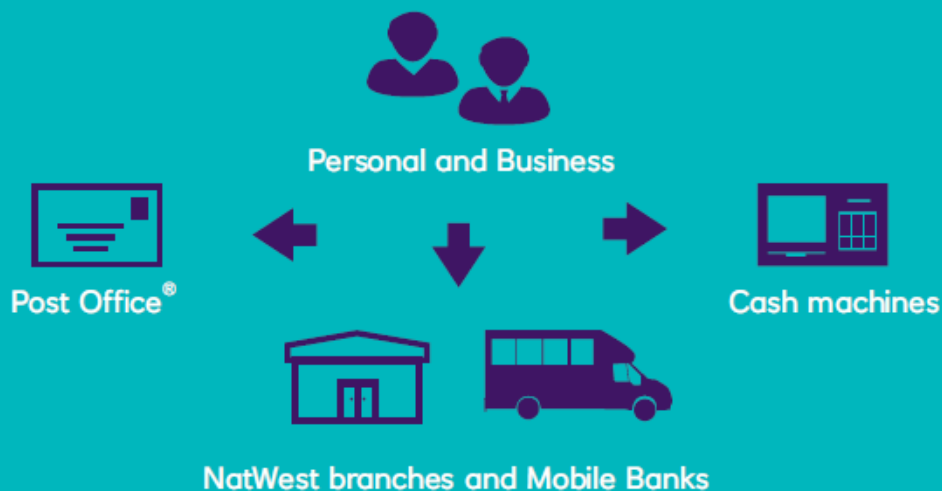 Personal and Business
Post Office®
Cash machines
NatWest branches and Mobile Banks